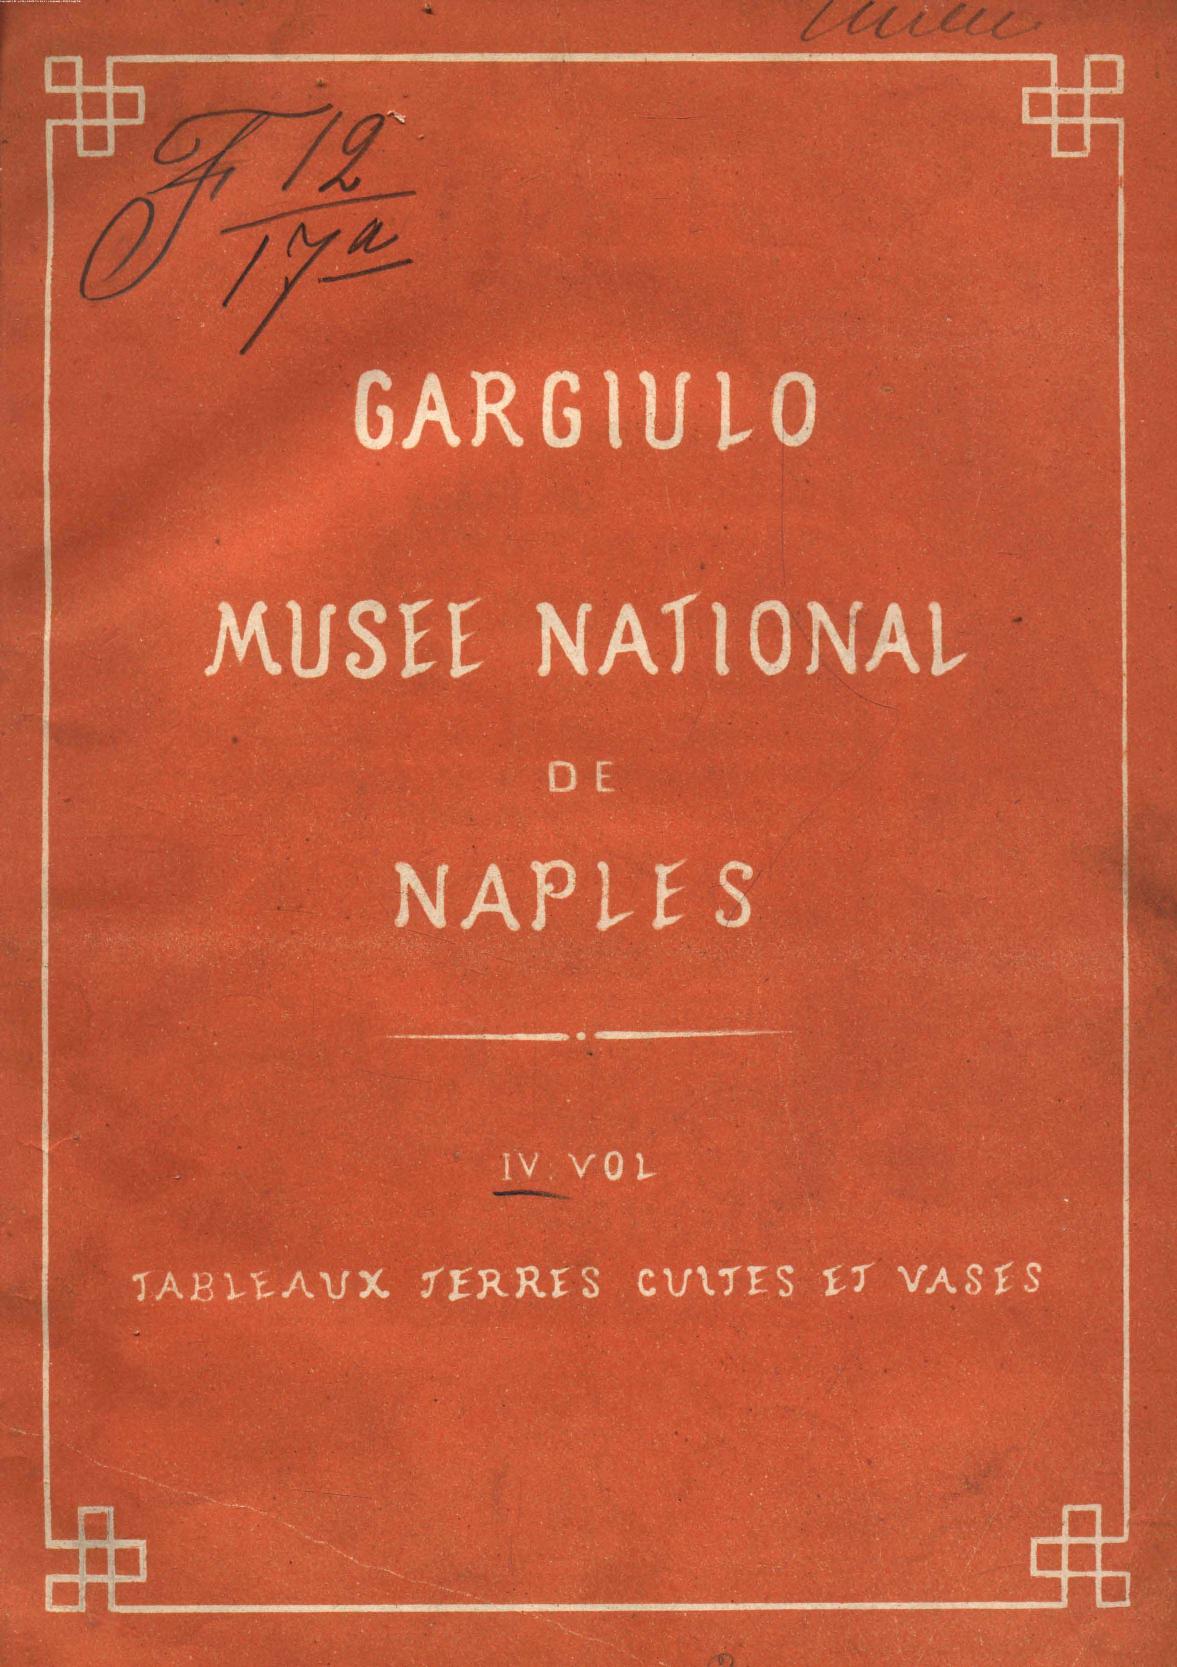 F 12
17a
GARGIULO
MUSEE NATIONAL
DE
NAPLES
IV. VOL
TABLEAUX TERRES CUITES ET VASES